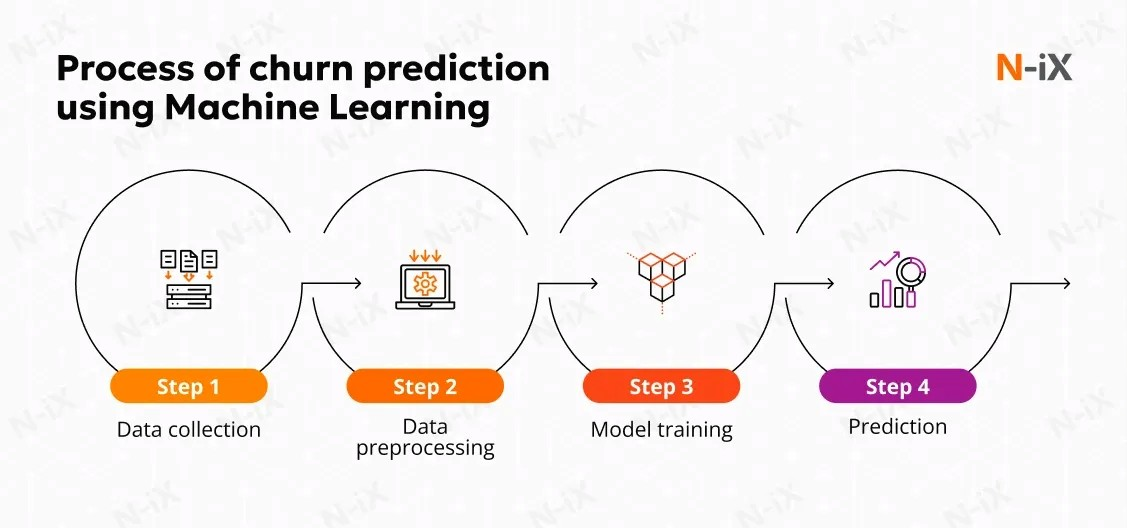 Process of churn prediction
using Machine Learning
N-iX
Step 1
Data collection
Step 2
Data
preprocessing
Step 3
Model training
Step 4
Prediction